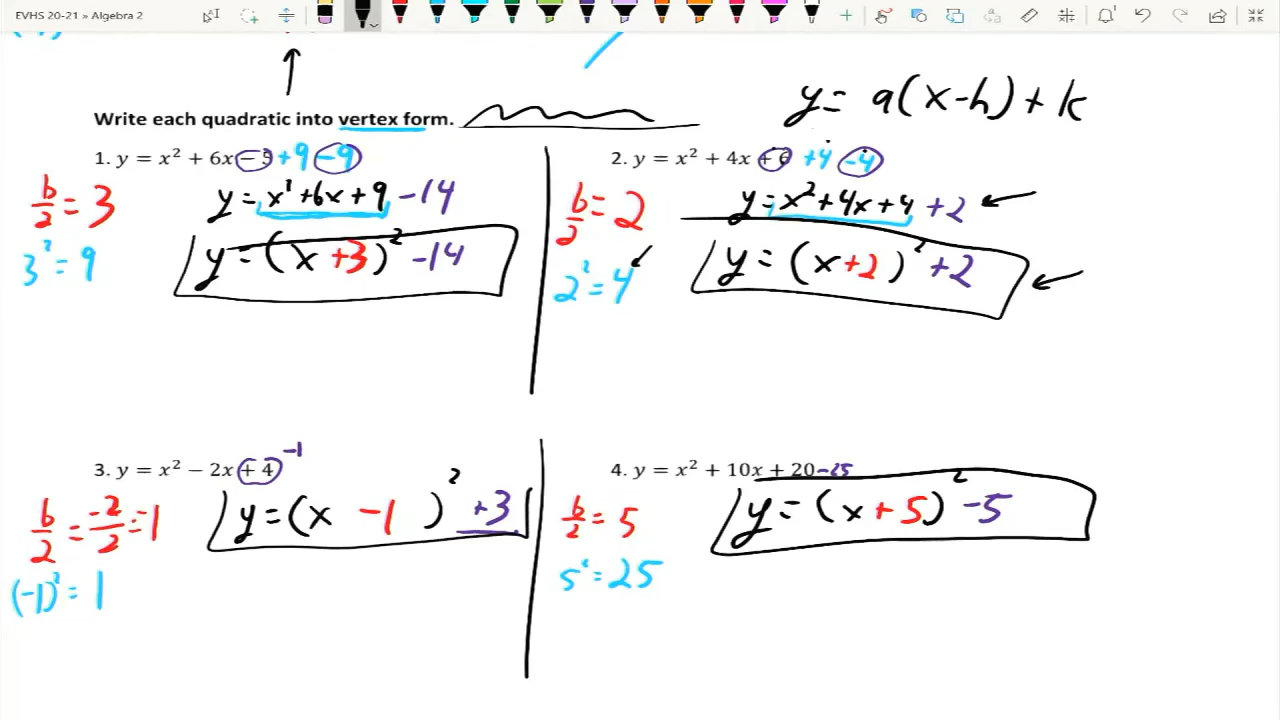 EVHS 20-21 » Algebra 2
y = a(x-h) + k
Write each quadratic into vertex form.
1. y = x² + 6x − 5 +9 −9
b/2 = 3
3² = 9
y = x² + 6x + 9 −14
y = (x +3)² −14
2. y = x² + 4x + 6 +4 −4
b/2 = 2
2² = 4
y = x² + 4x + 4 +2
y = (x +2)² +2
3. y = x² − 2x + 4 −1
b/2 = -2/2 = -1
(-1)² = 1
y = (x −1)² +3
4. y = x² + 10x + 20 −25
b/2 = 5
5² = 25
y = (x + 5)² −5